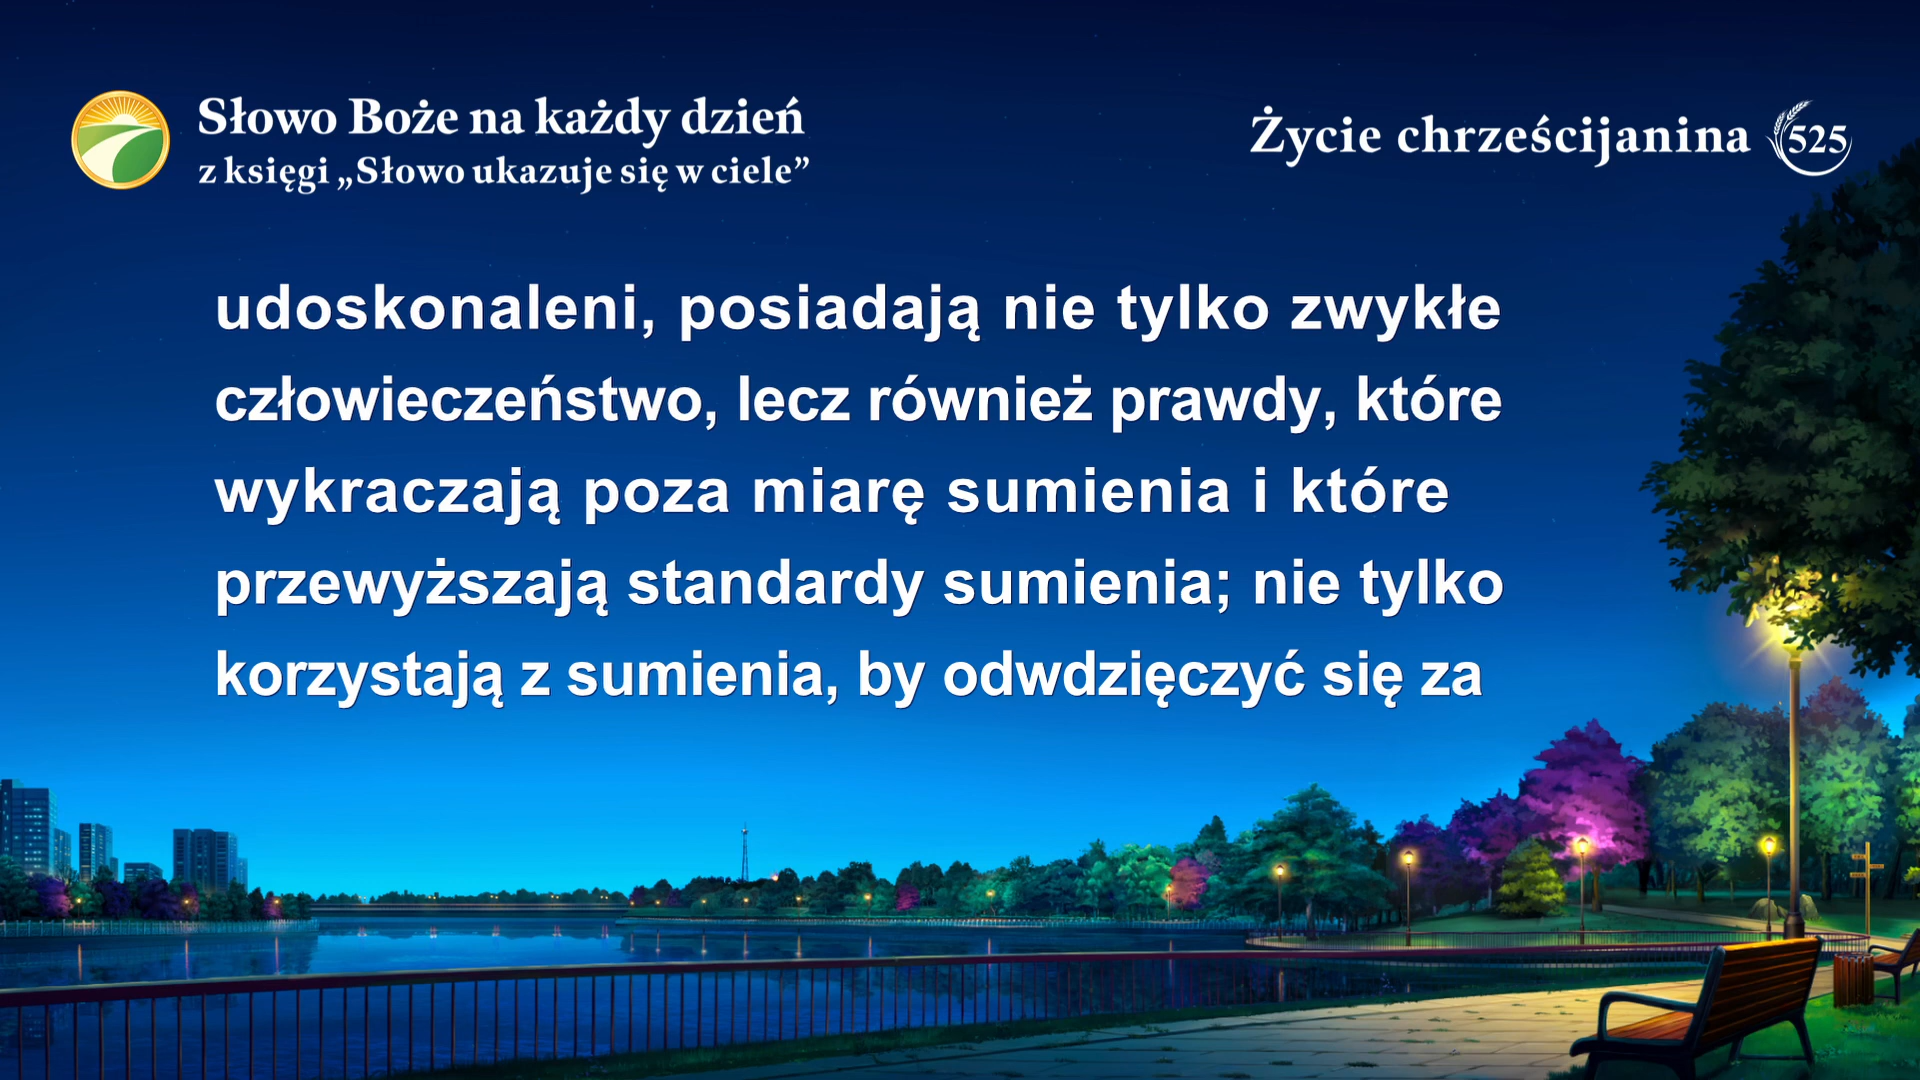 Słowo Boże na każdy dzień
z księgi „Słowo ukazuje się w ciele”
Życie chrześcijanina 525
udoskonaleni, posiadają nie tylko zwykłe
człowieczeństwo, lecz również prawdy, które
wykraczają poza miarę sumienia i które
przewyższają standardy sumienia; nie tylko
korzystają z sumienia, by odwdzięczyć się za